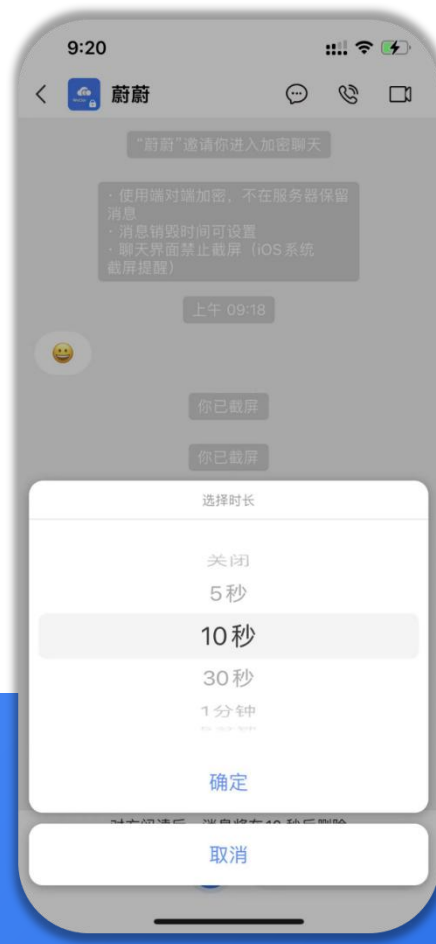 9:20
蔚蔚
“蔚蔚”邀请你进入加密聊天
· 使用端对端加密，不在服务器保留
消息
· 消息销毁时间可设置
· 聊天界面禁止截屏（iOS系统
截屏提醒）
上午 09:18
你已截屏
你已截屏
选择时长
关闭
5秒
10秒
30秒
1分钟
确定
对方阅读后，消息将在10 秒后删除
取消